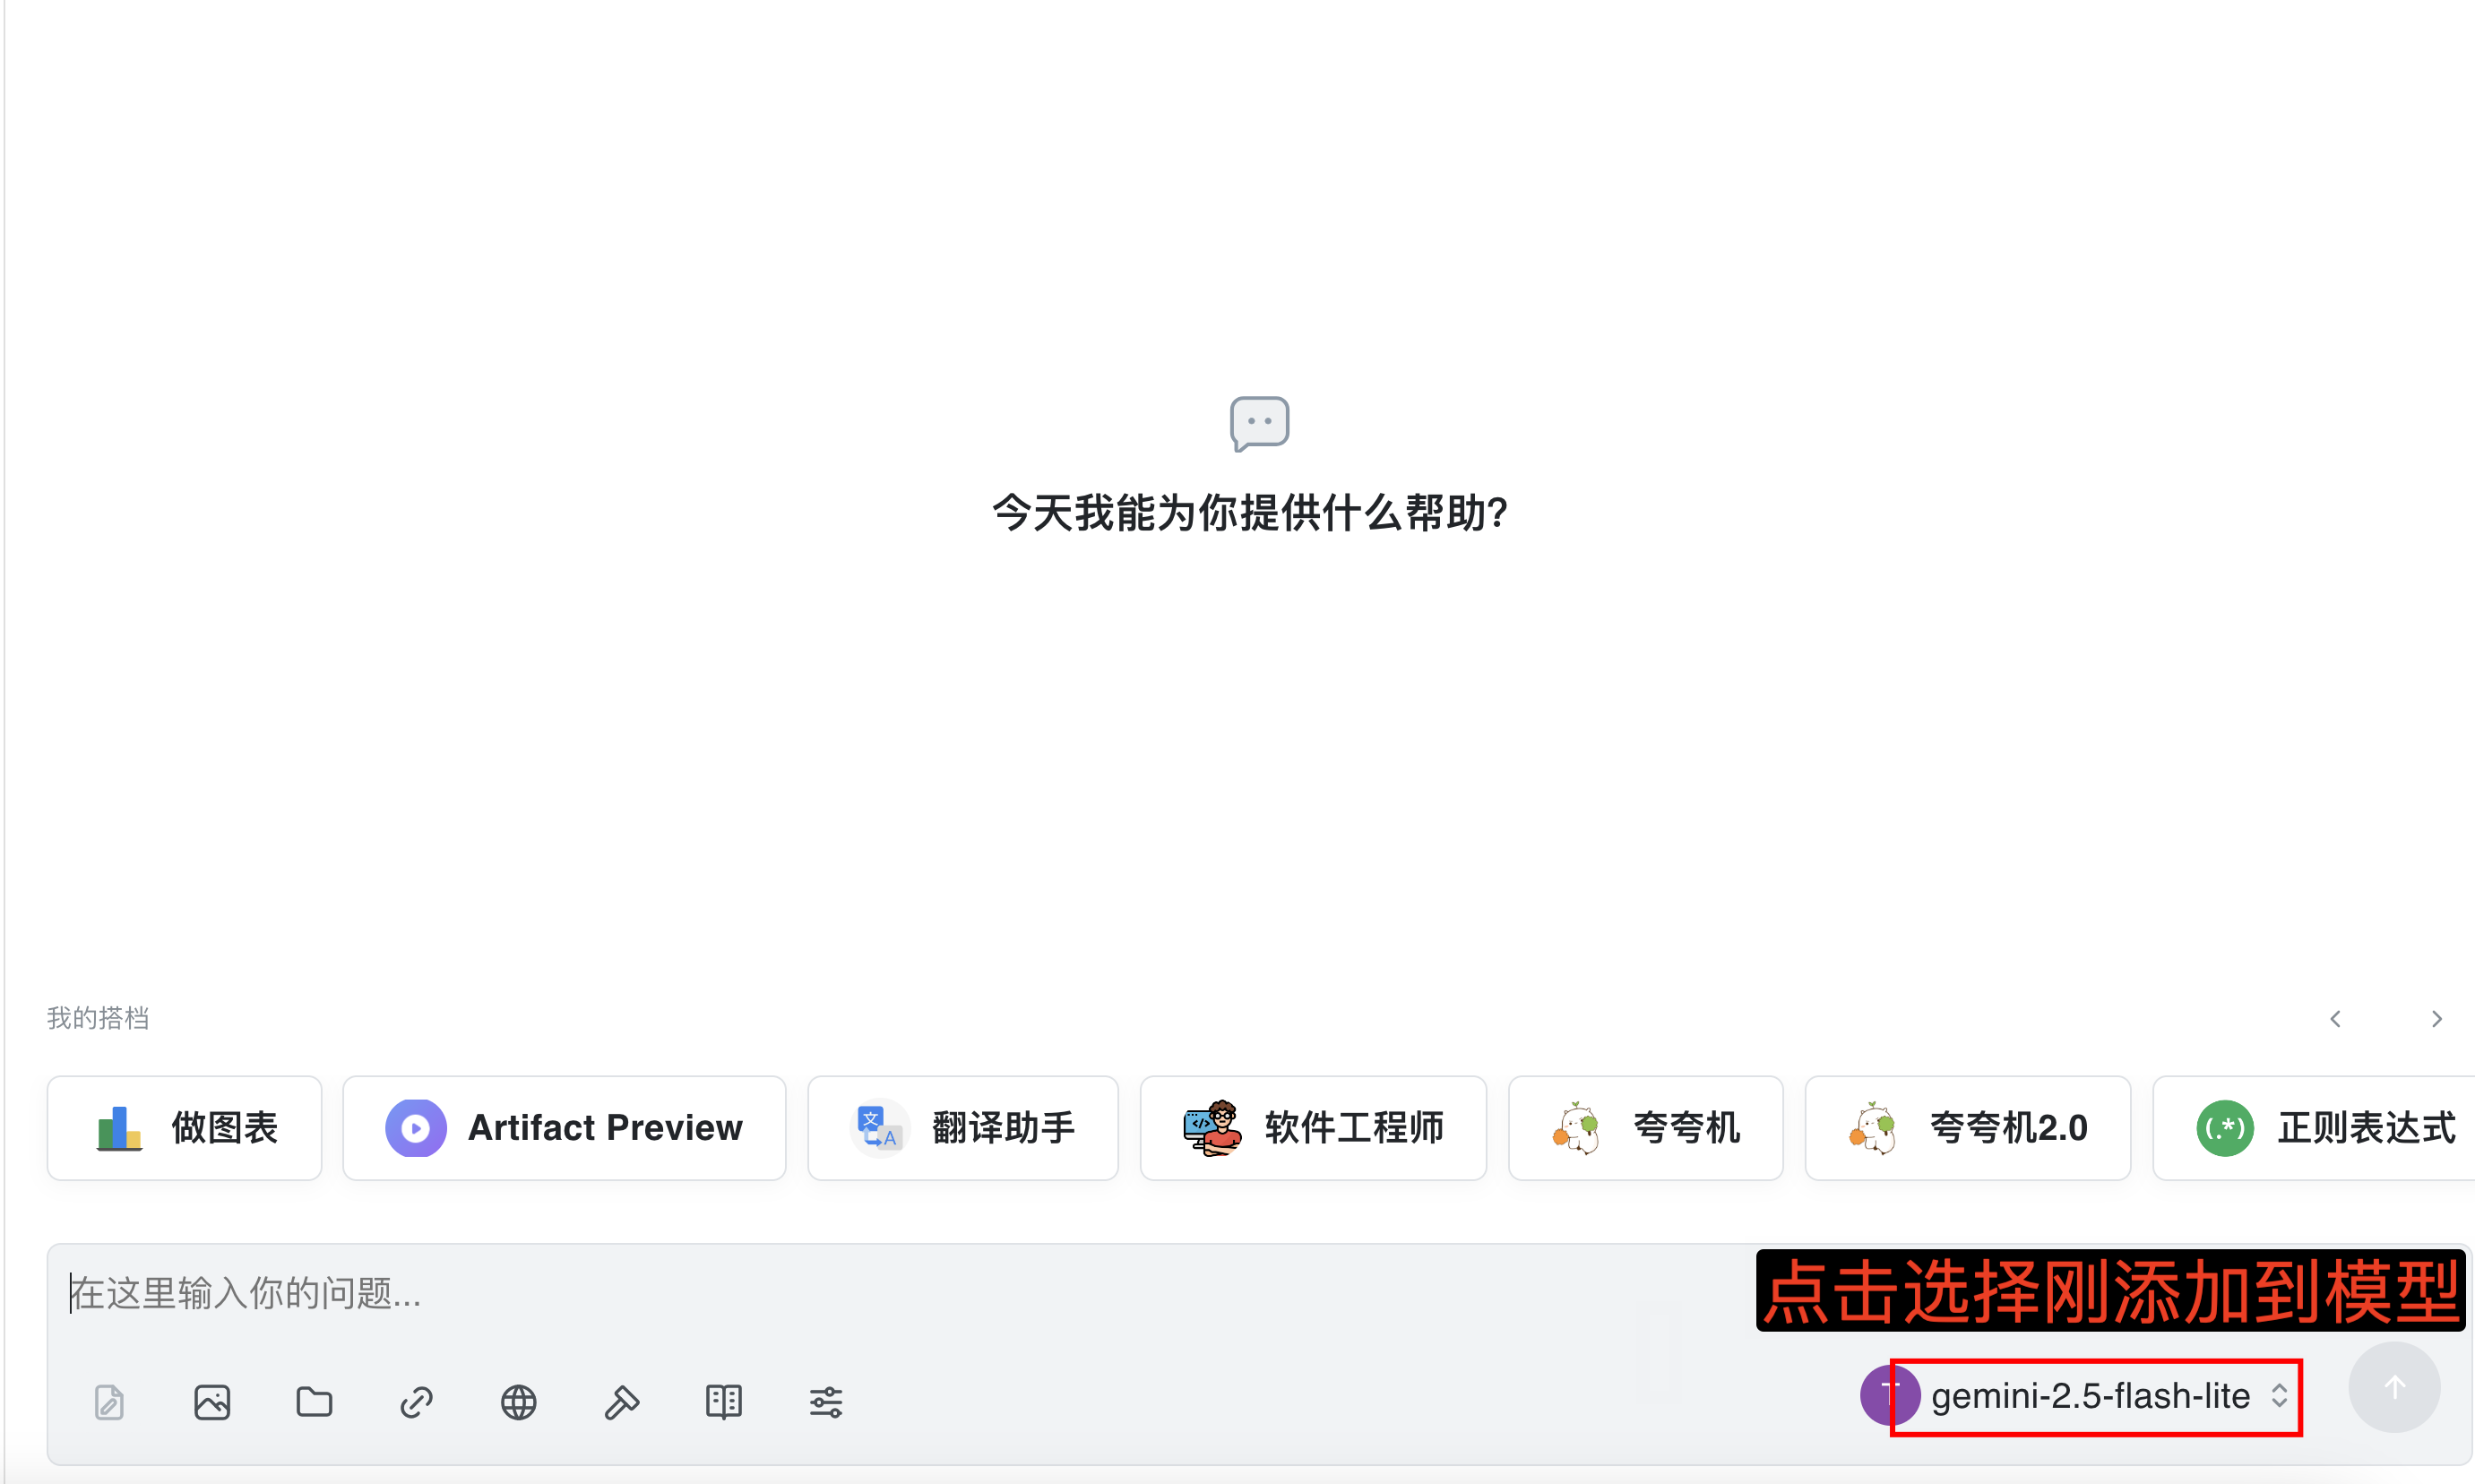 今天我能为你提供什么帮助?
我的搭档
做图表
Artifact Preview
文
A
翻译助手
</>
软件工程师
夸夸机
夸夸机2.0
(.*)
正则表达式
在这里输入你的问题...
点击选择刚添加到模型
T
gemini-2.5-flash-lite